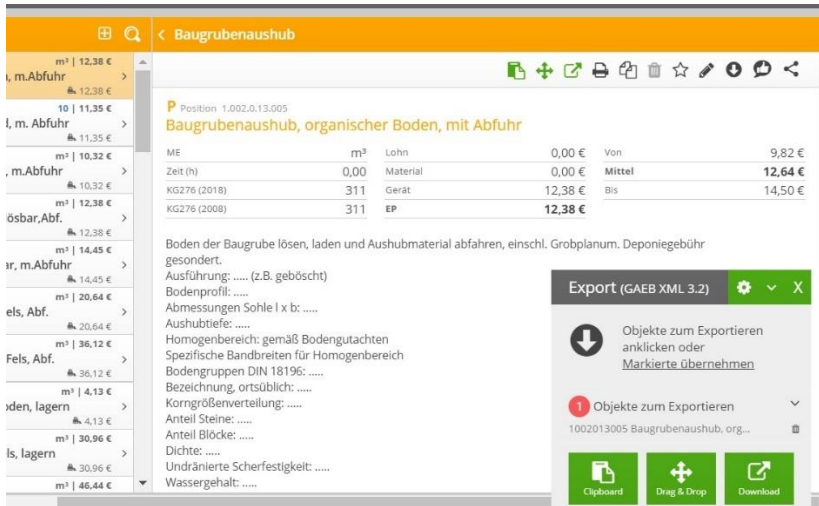 Baugrubenaushub
m³ | 12,38 €
m.Abfuhr
12,38 €
10 | 11,35 €
m. Abfuhr
11,35 €
m³ | 10,32 €
m.Abfuhr
10,32 €
m³ | 12,38 €
ösbar,Abf.
12,38 €
m³ | 14,45 €
ar, m.Abfuhr
14,45 €
m³ | 20,64 €
els, Abf.
20,64 €
m³ | 36,12 €
Fels, Abf.
36,12 €
m³ | 4,13 €
oden, lagern
4,13 €
m³ | 30,96 €
ls, lagern
30,96 €
m³ | 46,44 €
P Position 1.002.0.13.005
Baugrubenaushub, organischer Boden, mit Abfuhr
ME m³ Lohn 0,00 € Von 9,82 €
Zeit (h) 0,00 Material 0,00 € Mittel 12,64 €
KG276 (2018) 311 Gerät 12,38 € Bis 14,50 €
KG276 (2008) 311 EP 12,38 €
Boden der Baugrube lösen, laden und Aushubmaterial abfahren, einschl. Grobplanum. Deponiegebühr
gesondert.
Ausführung: ..... (z.B. geböscht)
Bodenprofil: .....
Abmessungen Sohle l x b: .....
Aushubtiefe: .....
Homogenbereich: gemäß Bodengutachten
Spezifische Bandbreiten für Homogenbereich
Bodengruppen DIN 18196: .....
Bezeichnung, ortsüblich: .....
Korngrößenverteilung: .....
Anteil Steine: .....
Anteil Blöcke: .....
Dichte: .....
Undränierte Scherfestigkeit: .....
Wassergehalt: .....
Export (GAEB XML 3.2) X
Objekte zum Exportieren
anklicken oder
Markierte übernehmen
1 Objekte zum Exportieren
1002013005 Baugrubenaushub, org...
Clipboard Drag & Drop Download